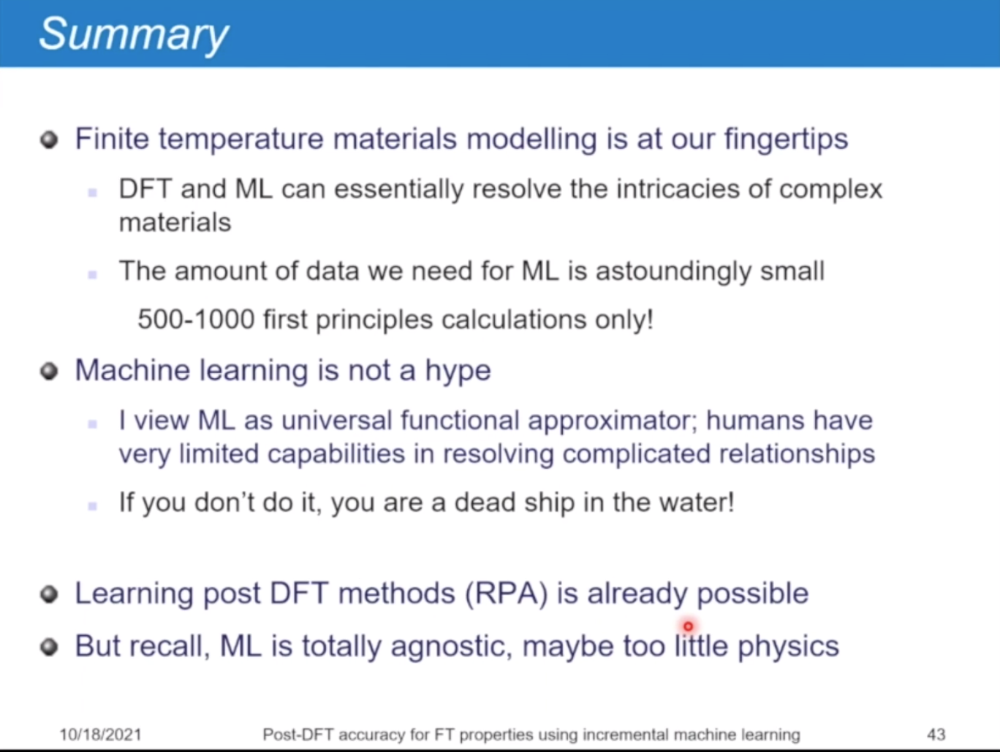 Summary
Finite temperature materials modelling is at our fingertips
DFT and ML can essentially resolve the intricacies of complex
materials
The amount of data we need for ML is astoundingly small
500-1000 first principles calculations only!
Machine learning is not a hype
I view ML as universal functional approximator; humans have
very limited capabilities in resolving complicated relationships
If you don't do it, you are a dead ship in the water!
Learning post DFT methods (RPA) is already possible
But recall, ML is totally agnostic, maybe too little physics
10/18/2021 Post-DFT accuracy for FT properties using incremental machine learning 43